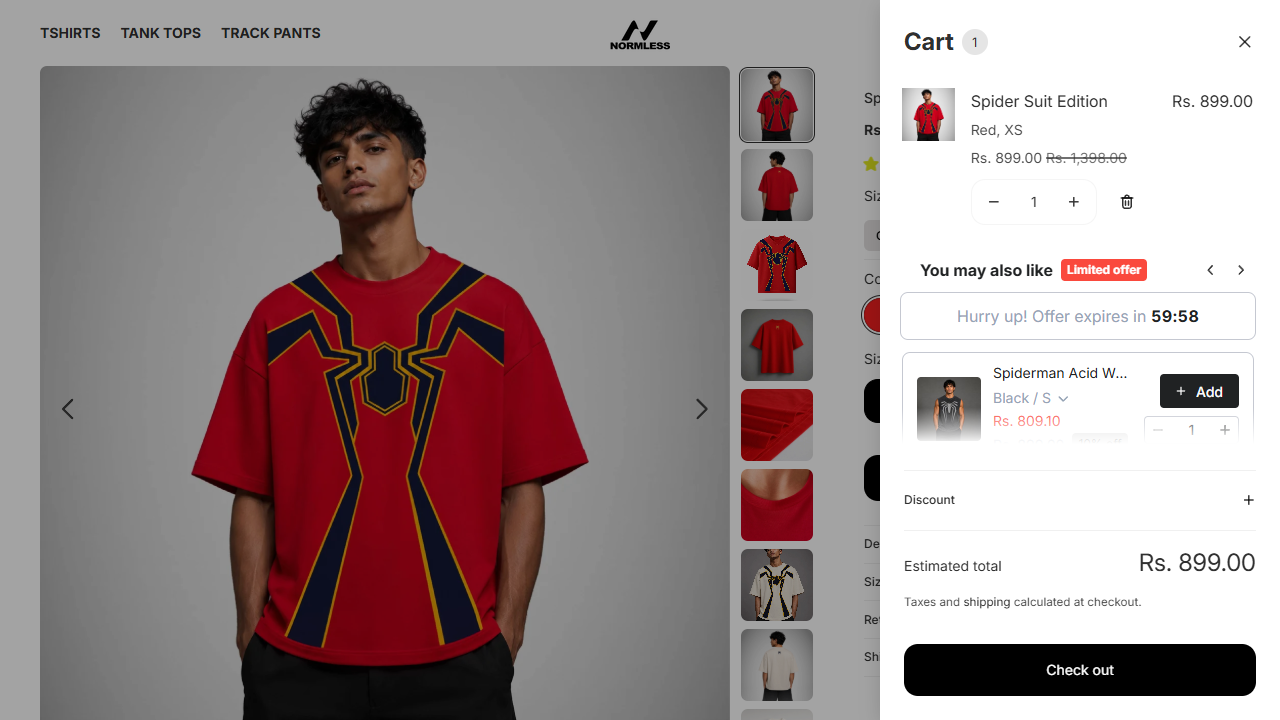 TSHIRTS TANK TOPS TRACK PANTS
NORMLESS
Cart 1
Spider Suit Edition Rs. 899.00
Red, XS
Rs. 899.00 Rs. 1,398.00
1
You may also like Limited offer
Hurry up! Offer expires in 59:58
Spiderman Acid W...
Black / S
+ Add
Rs. 809.10
1
Discount
Estimated total Rs. 899.00
Taxes and shipping calculated at checkout.
Check out